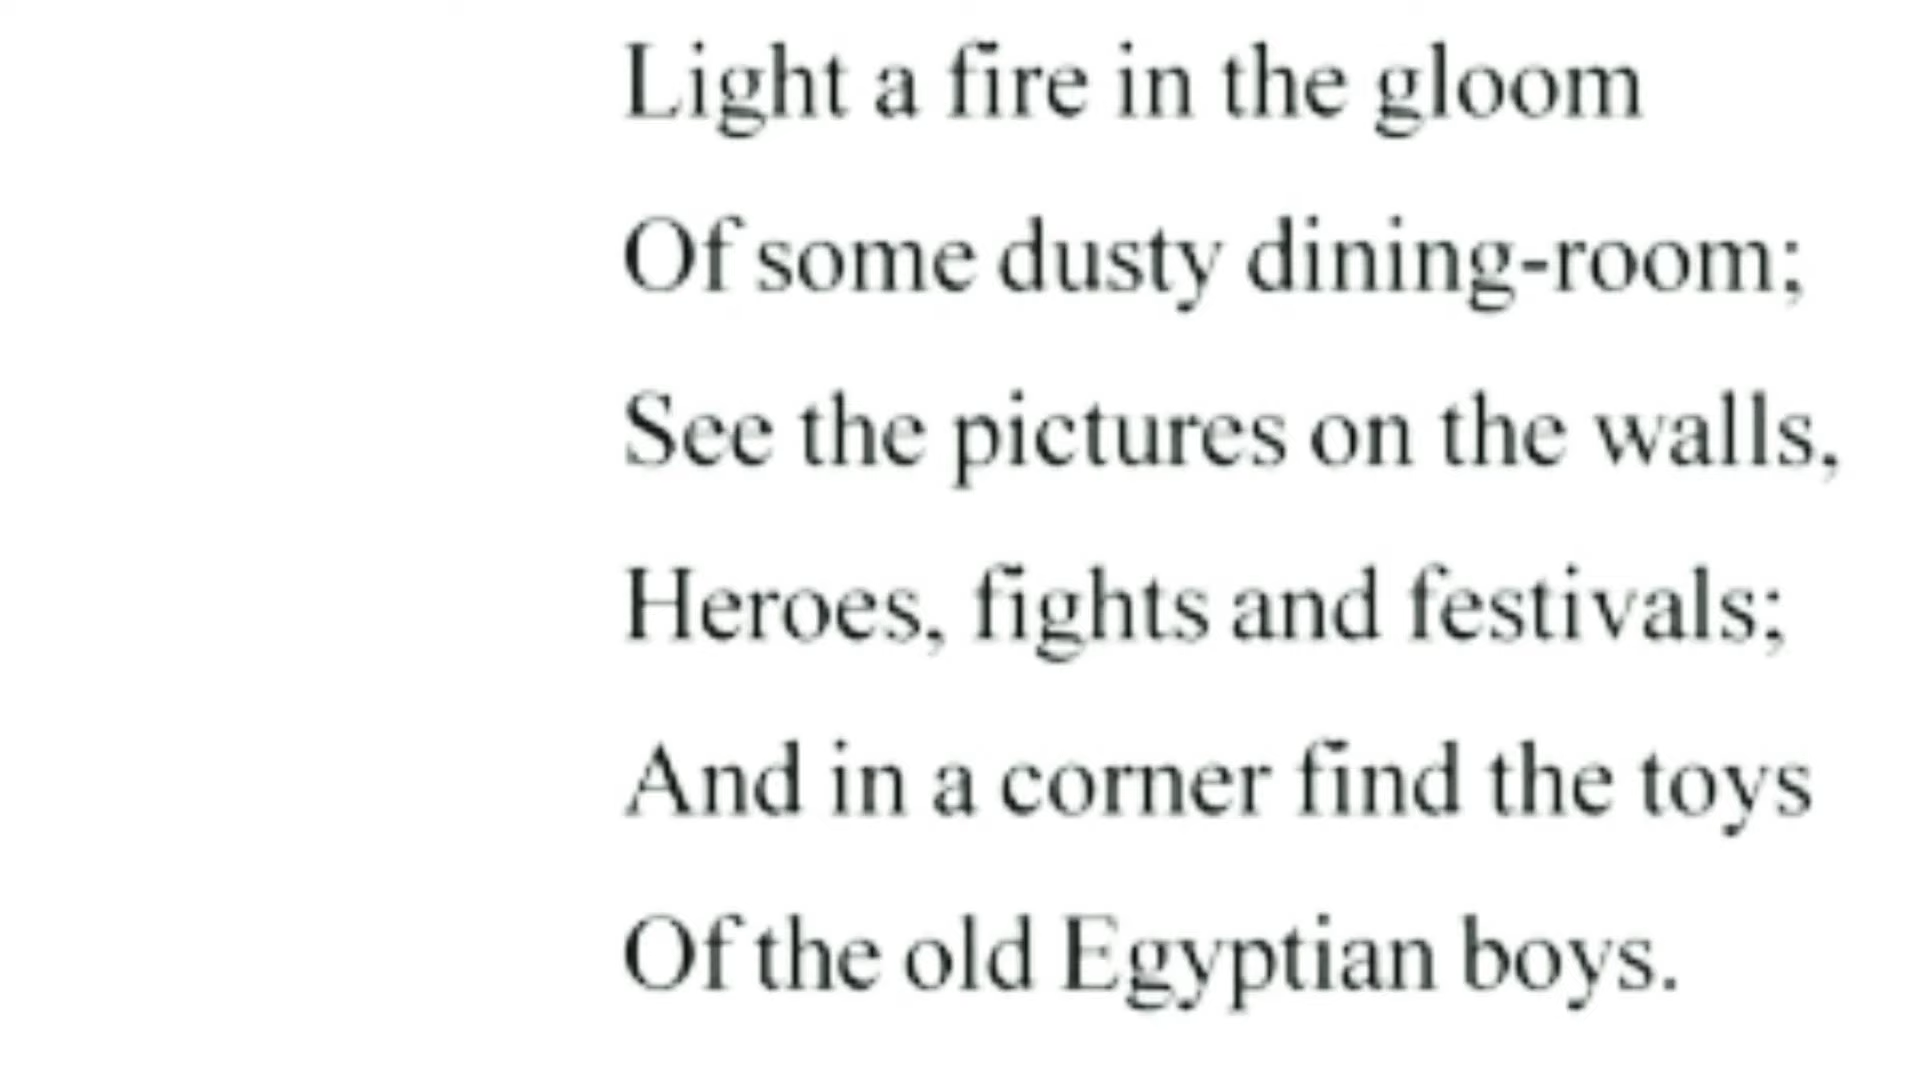 Light a fire in the gloom
Of some dusty dining-room;
See the pictures on the walls,
Heroes, fights and festivals;
And in a corner find the toys
Of the old Egyptian boys.